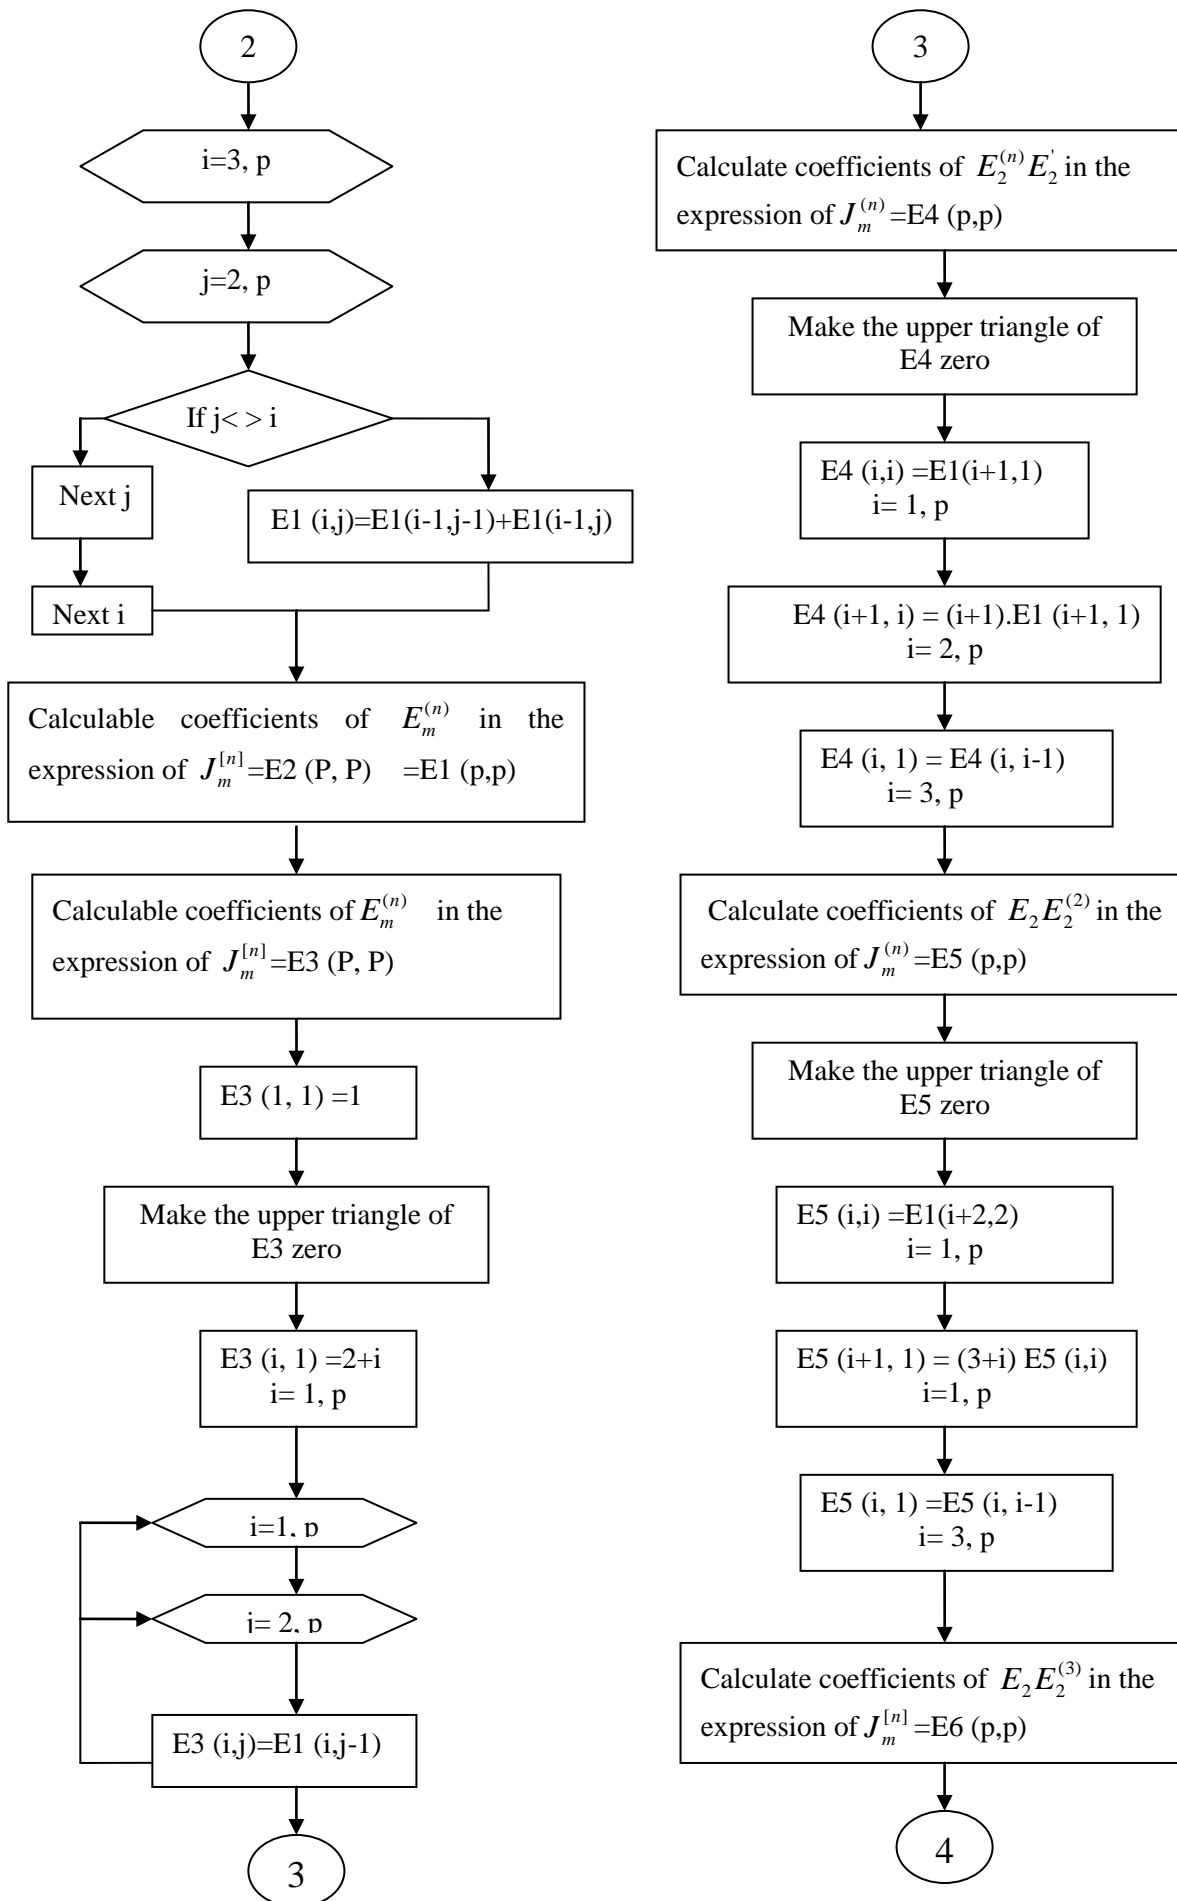 2
i=3, p
j=2, p
If j< > i
Next j
E1 (i,j)=E1(i-1,j-1)+E1(i-1,j)
Next i
Calculable coefficients of $E_m^{(n)}$ in the
expression of $J_m^{[n]}$=E2 (P, P) =E1 (p,p)
Calculable coefficients of $E_m^{(n)}$ in the
expression of $J_m^{[n]}$=E3 (P, P)
E3 (1, 1) =1
Make the upper triangle of
E3 zero
E3 (i, 1) =2+i
i= 1, p
i=1, p
j= 2, p
E3 (i,j)=E1 (i,j-1)
3
3
Calculate coefficients of $E_2^{(n)}E_2^{'}$ in the
expression of $J_m^{(n)}$=E4 (p,p)
Make the upper triangle of
E4 zero
E4 (i,i) =E1(i+1,1)
i= 1, p
E4 (i+1, i) = (i+1).E1 (i+1, 1)
i= 2, p
E4 (i, 1) = E4 (i, i-1)
i= 3, p
Calculate coefficients of $E_2E_2^{(2)}$ in the
expression of $J_m^{(n)}$=E5 (p,p)
Make the upper triangle of
E5 zero
E5 (i,i) =E1(i+2,2)
i= 1, p
E5 (i+1, 1) = (3+i) E5 (i,i)
i=1, p
E5 (i, 1) =E5 (i, i-1)
i= 3, p
Calculate coefficients of $E_2E_2^{(3)}$ in the
expression of $J_m^{[n]}$=E6 (p,p)
4